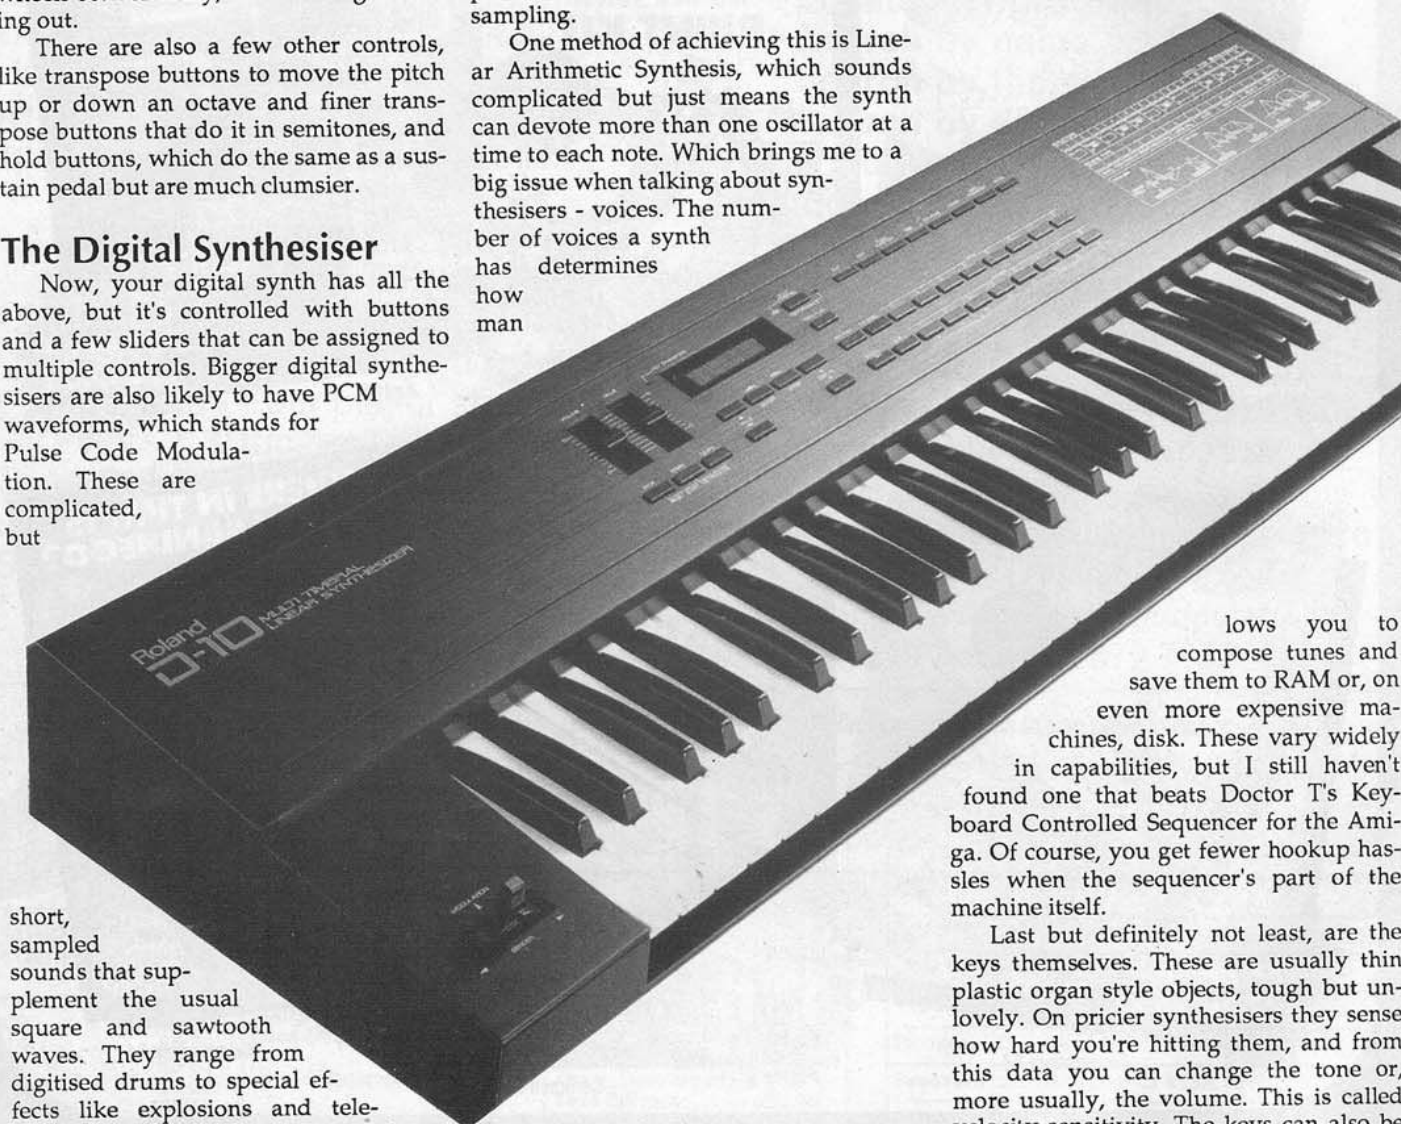 ing out.
There are also a few other controls,
like transpose buttons to move the pitch
up or down an octave and finer trans-
pose buttons that do it in semitones, and
hold buttons, which do the same as a sus-
tain pedal but are much clumsier.
The Digital Synthesiser
Now, your digital synth has all the
above, but it's controlled with buttons
and a few sliders that can be assigned to
multiple controls. Bigger digital synthe-
sisers are also likely to have PCM
waveforms, which stands for
Pulse Code Modula-
tion. These are
complicated,
but
short,
sampled
sounds that sup-
plement the usual
square and sawtooth
waves. They range from
digitised drums to special ef-
fects like explosions and tele-
sampling.
One method of achieving this is Line-
ar Arithmetic Synthesis, which sounds
complicated but just means the synth
can devote more than one oscillator at a
time to each note. Which brings me to a
big issue when talking about syn-
thesisers - voices. The num-
ber of voices a synth
has determines
how
man
Roland
D-10 MULTI TIMBRAL
LINEAR SYNTHESIZER
MODULATION
BENDER
lows you to
compose tunes and
save them to RAM or, on
even more expensive ma-
chines, disk. These vary widely
in capabilities, but I still haven't
found one that beats Doctor T's Key-
board Controlled Sequencer for the Ami-
ga. Of course, you get fewer hookup has-
sles when the sequencer's part of the
machine itself.
Last but definitely not least, are the
keys themselves. These are usually thin
plastic organ style objects, tough but un-
lovely. On pricier synthesisers they sense
how hard you're hitting them, and from
this data you can change the tone or,
more usually, the volume. This is called
velocity sensitivity. The keys can also be